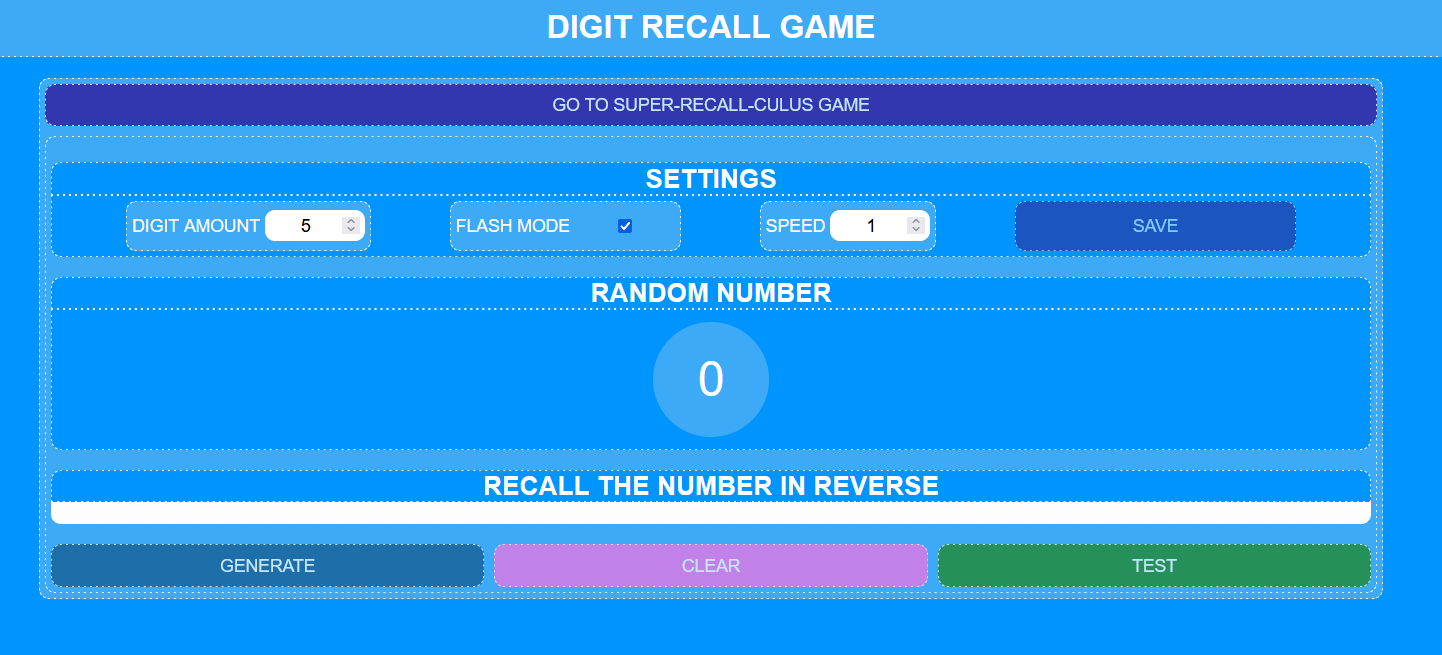 DIGIT RECALL GAME
GO TO SUPER-RECALL-CULUS GAME
SETTINGS
DIGIT AMOUNT 5 FLASH MODE SPEED 1 SAVE
RANDOM NUMBER
0
RECALL THE NUMBER IN REVERSE
GENERATE CLEAR TEST